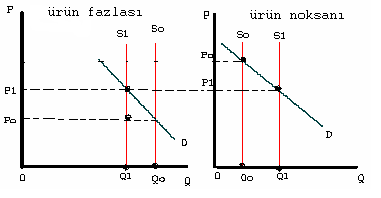 P ürün fazlası
S1 So
P1
Po
D
O Q1 Qo Q
P ürün noksanı
So S1
Po
P1
D
O Qo Q1 Q